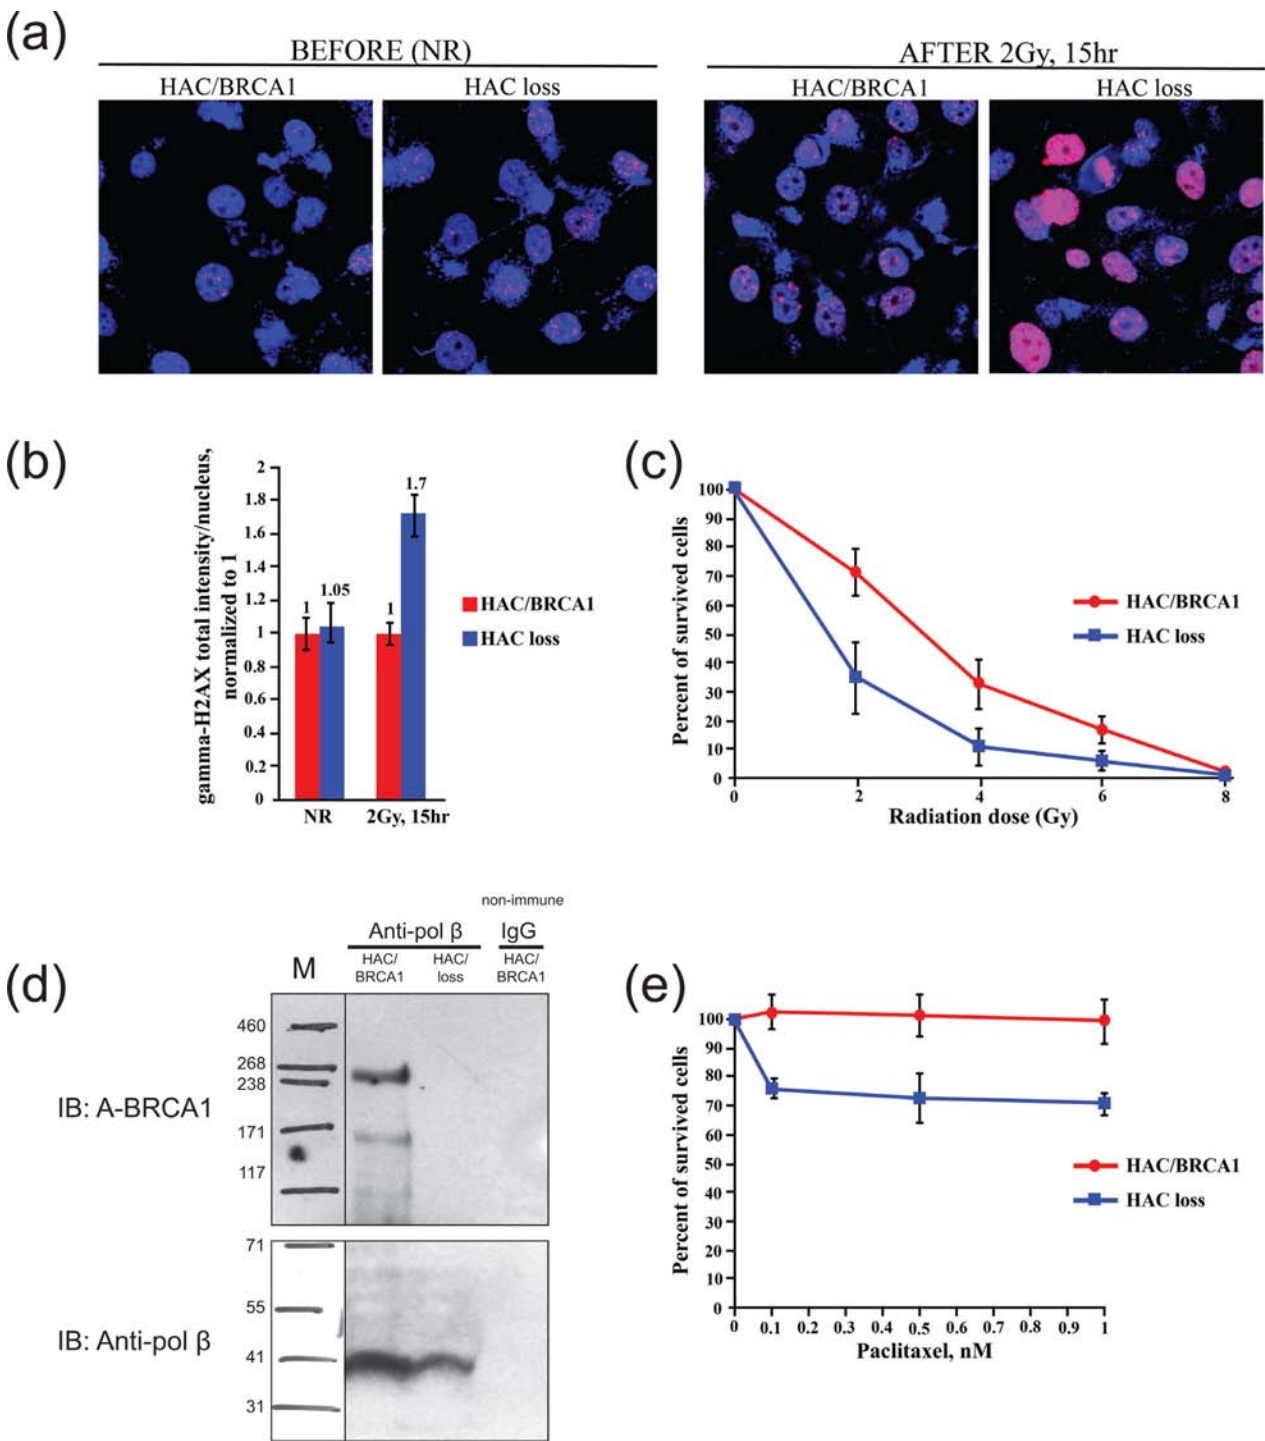 (a)
BEFORE (NR)
AFTER 2Gy, 15hr
HAC/BRCA1
HAC loss
HAC/BRCA1
HAC loss
(b)
gamma-H2AX total intensity/nucleus,
normalized to 1
2
1.8
1.6
1.4
1.2
1
0.8
0.6
0.4
0.2
0
1
1.05
1
1.7
NR
2Gy, 15hr
HAC/BRCA1
HAC loss
(c)
Percent of survived cells
100
90
80
70
60
50
40
30
20
10
0
0
2
4
6
8
Radiation dose (Gy)
HAC/BRCA1
HAC loss
(d)
non-immune
Anti-pol β
IgG
M
HAC/
BRCA1
HAC/
loss
HAC/
BRCA1
460
268
238
171
117
IB: A-BRCA1
71
55
41
31
IB: Anti-pol β
(e)
Percent of survived cells
100
90
80
70
60
50
40
30
20
10
0
0
0.1
0.2
0.3
0.4
0.5
0.6
0.7
0.8
0.9
1
Paclitaxel, nM
HAC/BRCA1
HAC loss